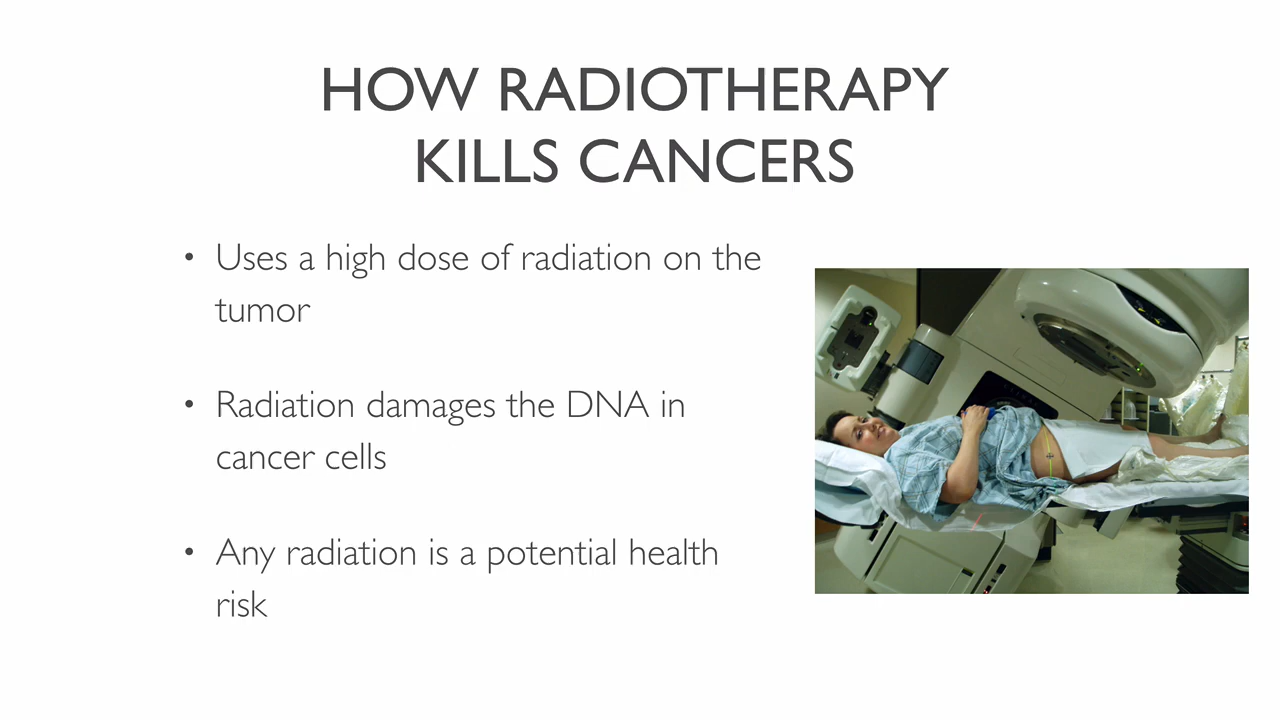 HOW RADIOTHERAPY
KILLS CANCERS
• Uses a high dose of radiation on the
tumor
• Radiation damages the DNA in
cancer cells
• Any radiation is a potential health
risk